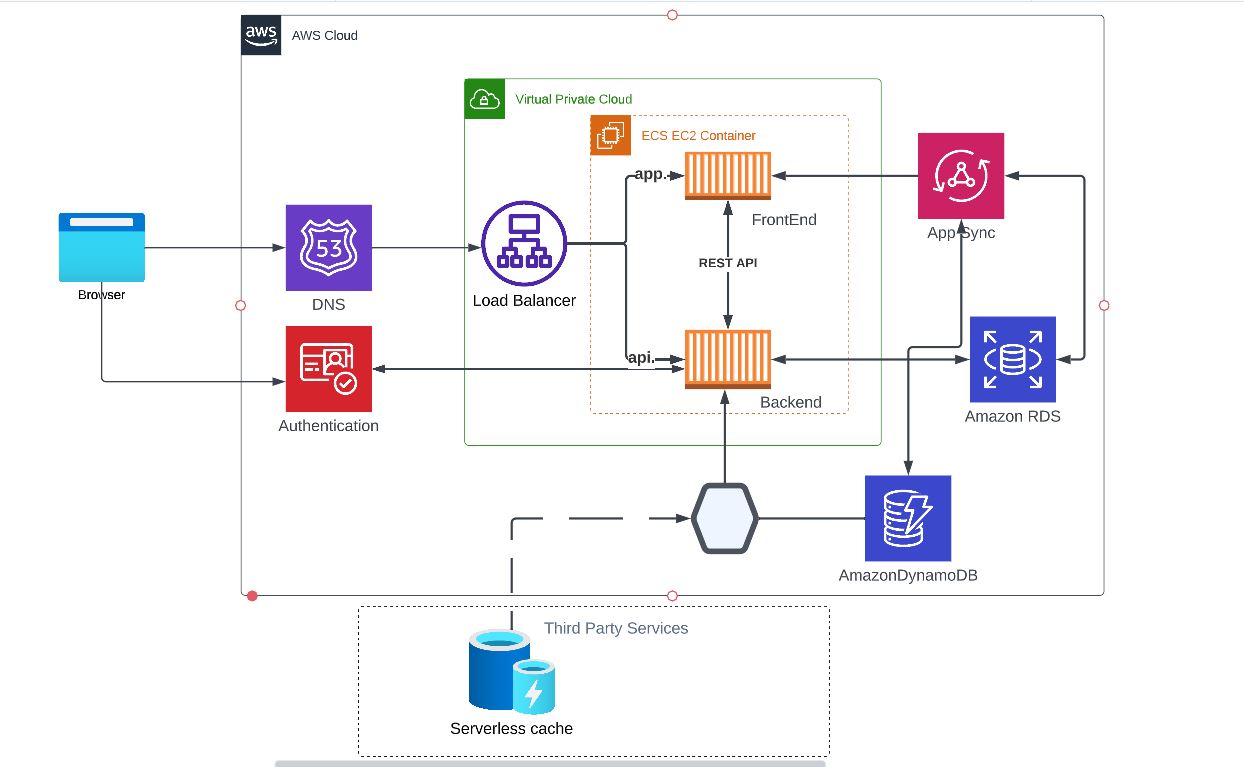 aws
AWS Cloud
Virtual Private Cloud
ECS EC2 Container
app.
FrontEnd
App Sync
53
REST API
Browser
DNS
Load Balancer
api.
Backend
Amazon RDS
Authentication
AmazonDynamoDB
Third Party Services
Serverless cache